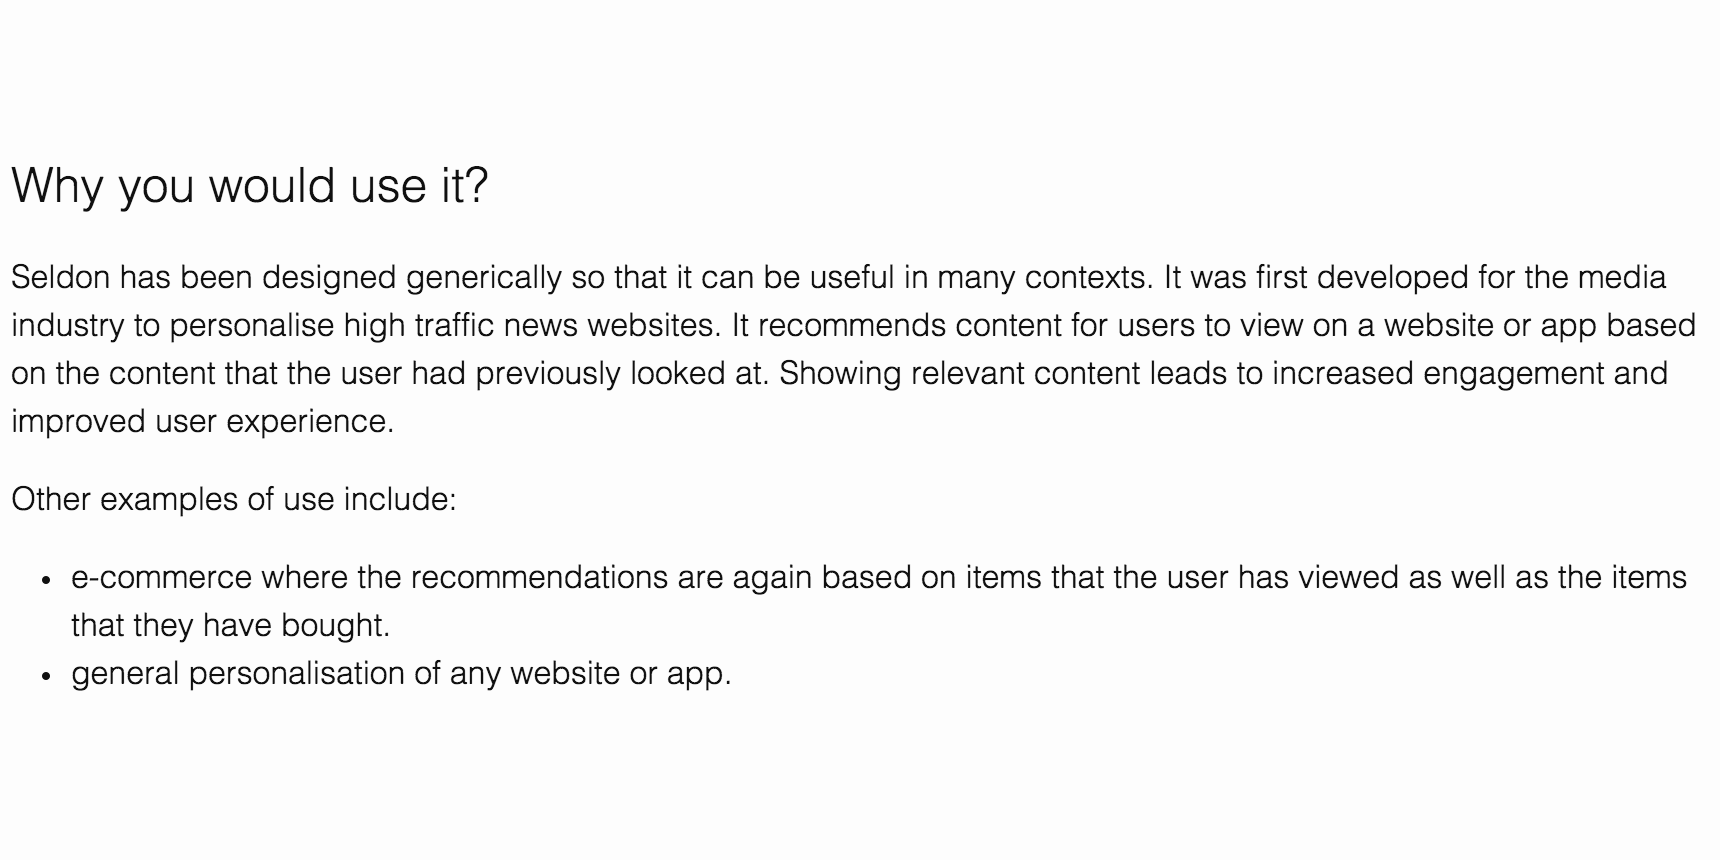 Why you would use it?
Seldon has been designed generically so that it can be useful in many contexts. It was first developed for the media
industry to personalise high traffic news websites. It recommends content for users to view on a website or app based
on the content that the user had previously looked at. Showing relevant content leads to increased engagement and
improved user experience.
Other examples of use include:
• e-commerce where the recommendations are again based on items that the user has viewed as well as the items
that they have bought.
• general personalisation of any website or app.